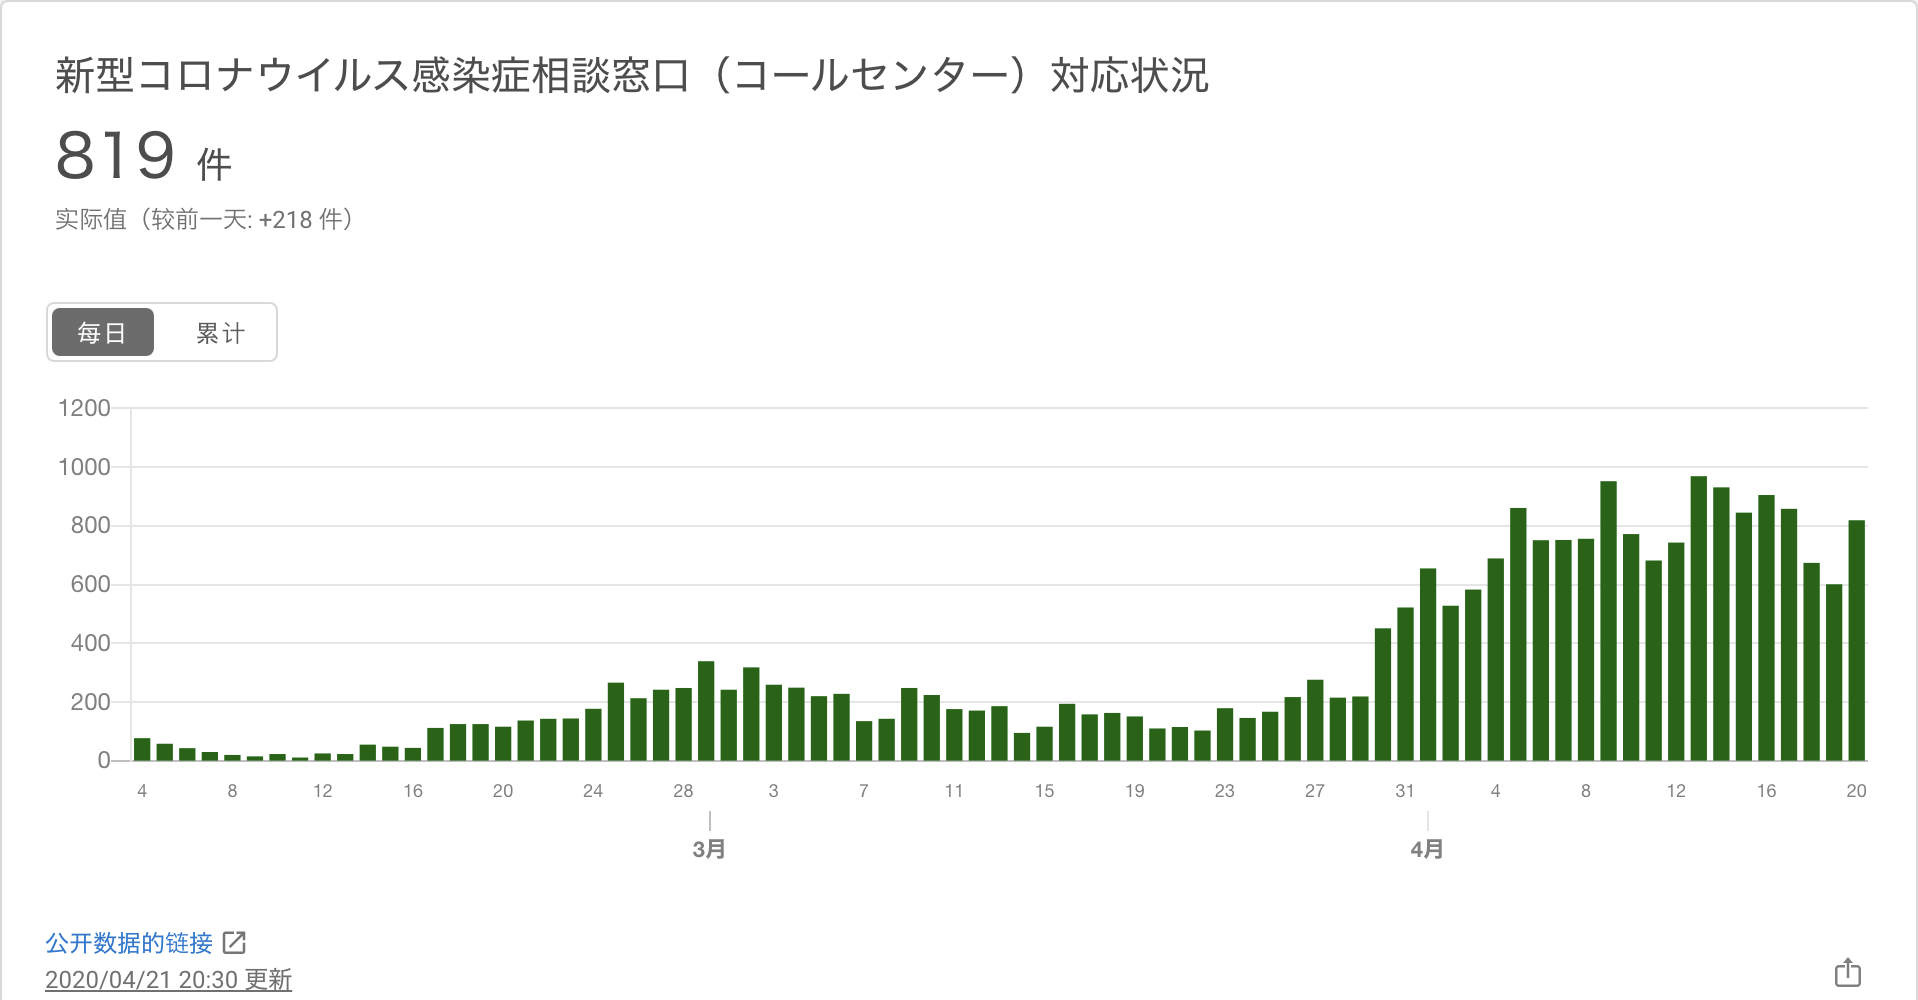 新型コロナウイルス感染症相談窓口（コールセンター）対応状況
819 件
实际值（较前一天: +218 件）
每日 累计
1200
1000
800
600
400
200
0
4 8 12 16 20 24 28 3 7 11 15 19 23 27 31 4 8 12 16 20
3月 4月
公开数据的链接
2020/04/21 20:30 更新